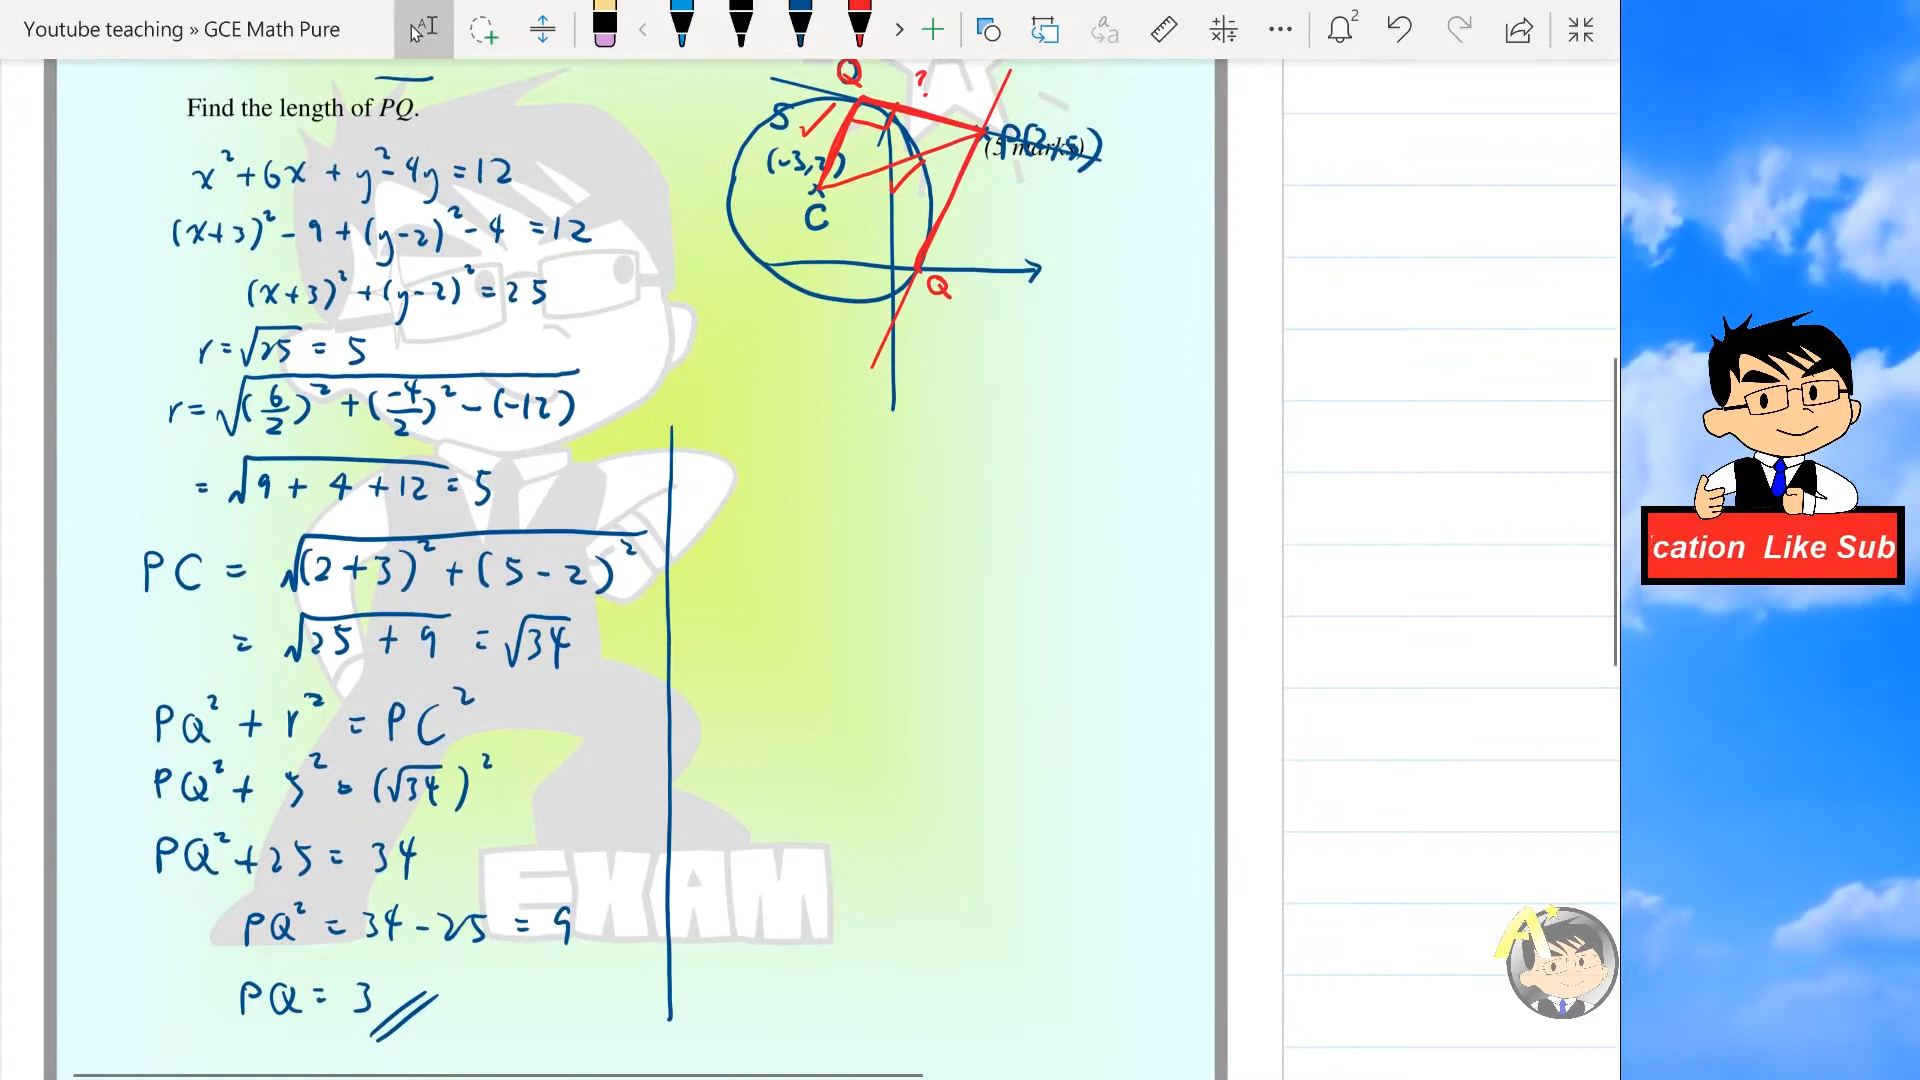 Youtube teaching » GCE Math Pure
Find the length of PQ.
(5 marks)
x² + 6x + y² - 4y = 12
(x+3)² - 9 + (y-2)² - 4 = 12
(x+3)² + (y-2)² = 25
r = √25 = 5
r = √(6/2)² + (-4/2)² - (-12)
= √9 + 4 + 12 = 5
PC = √(2+3)² + (5-2)²
= √25 + 9 = √34
PQ² + r² = PC²
PQ² + 5² = (√34)²
PQ² + 25 = 34
PQ² = 34 - 25 = 9
PQ = 3
Q
?
5
P(2,5)
(-3,2)
C
Q
EXAM
cation Like Sub
A
2